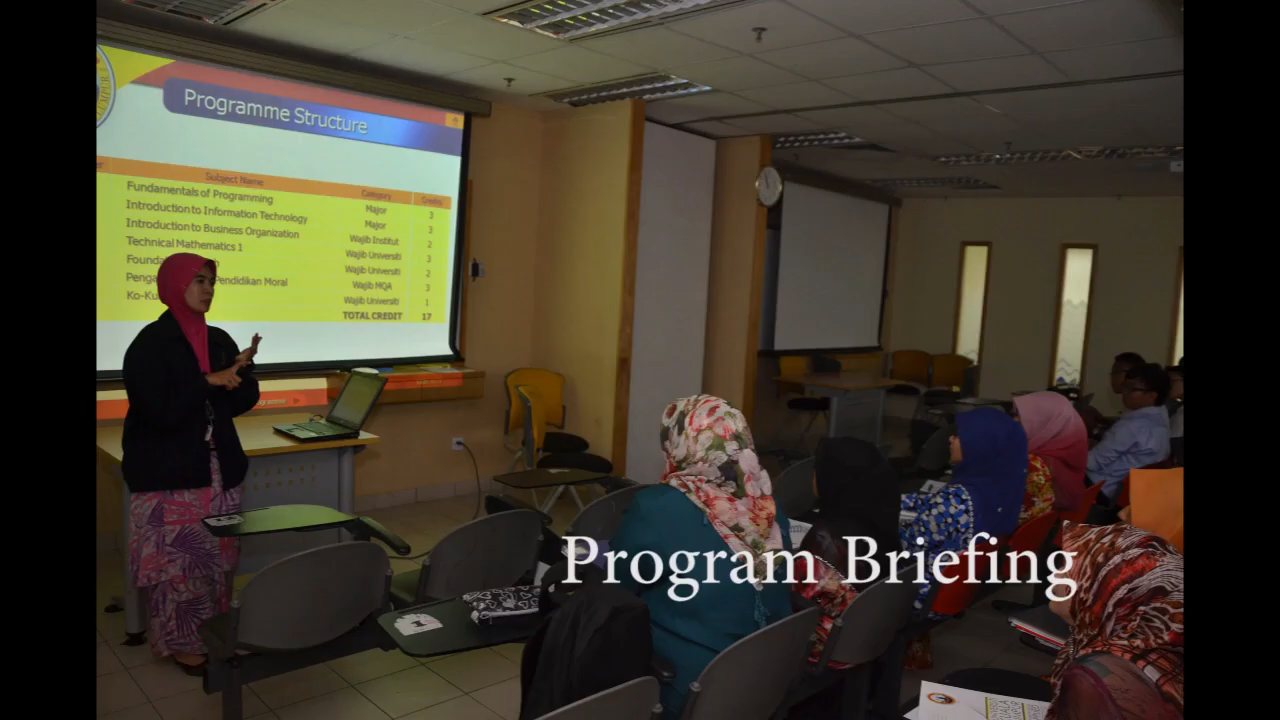 Programme Structure
Subject Name Category Credits
Fundamentals of Programming Major 3
Introduction to Information Technology Major 3
Introduction to Business Organization Wajib Institut 2
Technical Mathematics 1 Wajib Universiti 3
Wajib Universiti 2
Pendidikan Moral Wajib MQA 3
Wajib Universiti 1
TOTAL CREDIT 17
Program Briefing